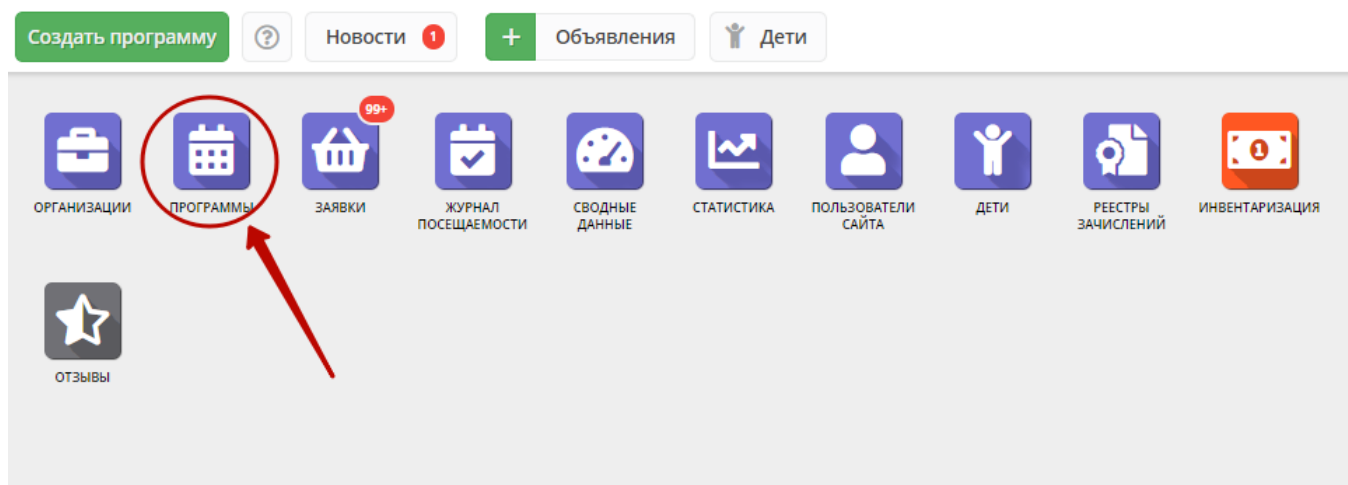 Создать программу
?
Новости 1
+ Объявления
Дети
99+
ОРГАНИЗАЦИИ
ПРОГРАММЫ
ЗАЯВКИ
ЖУРНАЛ
ПОСЕЩАЕМОСТИ
СВОДНЫЕ
ДАННЫЕ
СТАТИСТИКА
ПОЛЬЗОВАТЕЛИ
САЙТА
ДЕТИ
РЕЕСТРЫ
ЗАЧИСЛЕНИЙ
1
ИНВЕНТАРИЗАЦИЯ
ОТЗЫВЫ